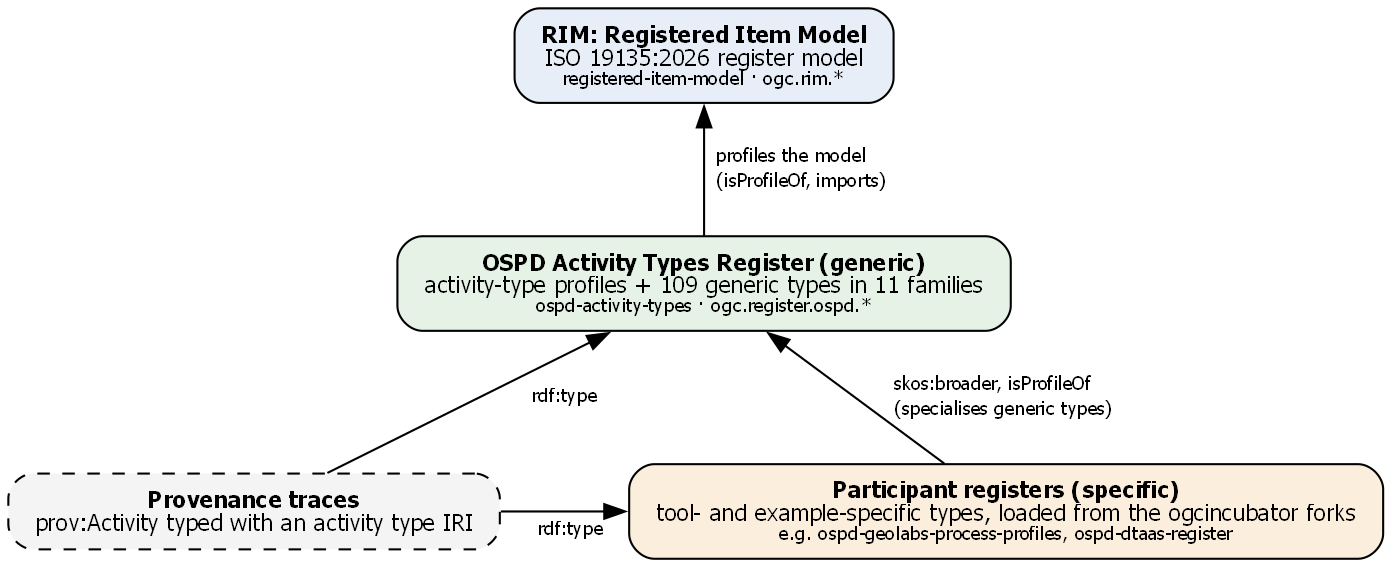 RIM: Registered Item Model
ISO 19135:2026 register model
registered-item-model · ogc.rim.*
profiles the model
(isProfileOf, imports)
OSPD Activity Types Register (generic)
activity-type profiles + 109 generic types in 11 families
ospd-activity-types · ogc.register.ospd.*
rdf:type
skos:broader, isProfileOf
(specialises generic types)
Provenance traces
prov:Activity typed with an activity type IRI
rdf:type
Participant registers (specific)
tool- and example-specific types, loaded from the ogcincubator forks
e.g. ospd-geolabs-process-profiles, ospd-dtaas-register